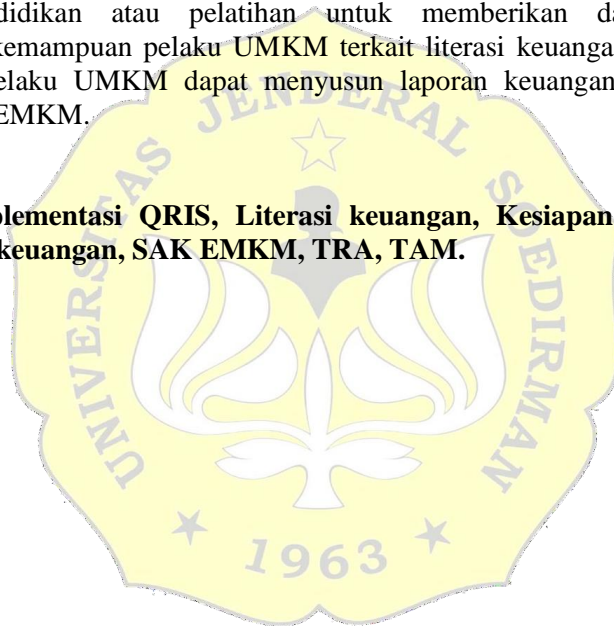 didikan atau pelatihan untuk memberikan da
kemampuan pelaku UMKM terkait literasi keuanga
elaku UMKM dapat menyusun laporan keuangan
EMKM.
plementasi QRIS, Literasi keuangan, Kesiapan
keuangan, SAK EMKM, TRA, TAM.
UNIVERSITAS JENDERAL SOEDIRMAN
1963